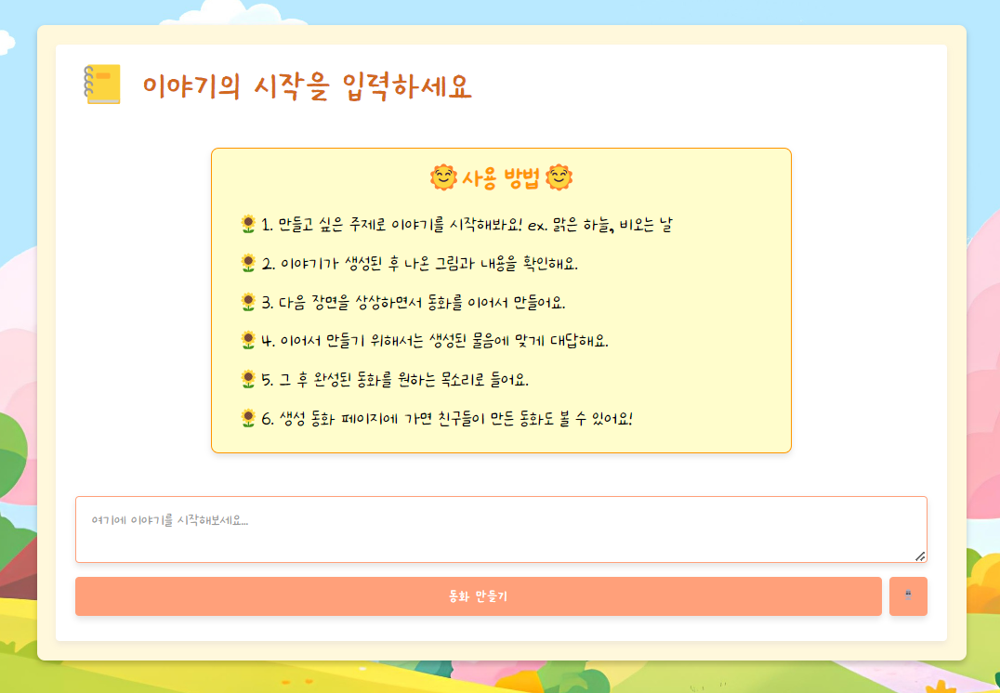 이야기의 시작을 입력하세요
사용 방법
1. 만들고 싶은 주제로 이야기를 시작해봐요! ex. 맑은 하늘, 비오는 날
2. 이야기가 생성된 후 나온 그림과 내용을 확인해요.
3. 다음 장면을 상상하면서 동화를 이어서 만들어요.
4. 이어서 만들기 위해서는 생성된 물음에 맞게 대답해요.
5. 그 후 완성된 동화를 원하는 목소리로 들어요.
6. 생성 동화 페이지에 가면 친구들이 만든 동화도 볼 수 있어요!
여기에 이야기를 시작해보세요...
동화 만들기